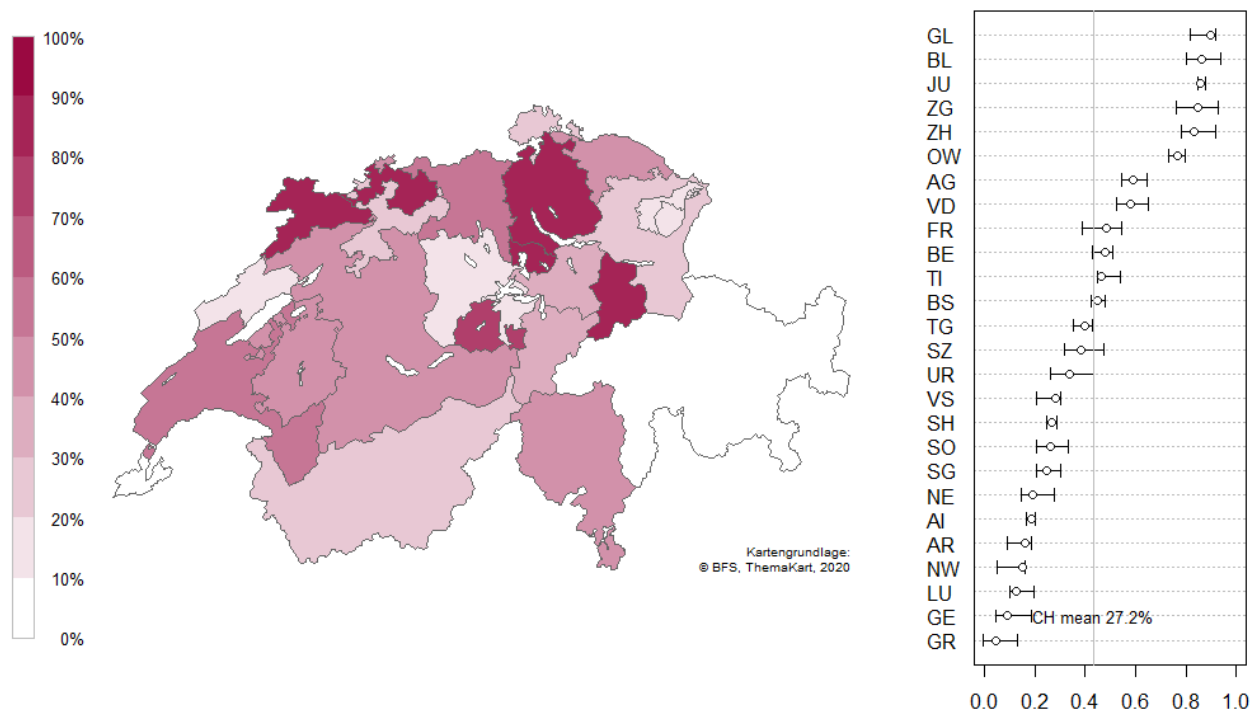 100%
90%
80%
70%
60%
50%
40%
30%
20%
10%
0%
Kartengrundlage:
© BFS, ThemaKart, 2020
GL
BL
JU
ZG
ZH
OW
AG
VD
FR
BE
TI
BS
TG
SZ
UR
VS
SH
SO
SG
NE
AI
AR
NW
LU
GE CH mean 27.2%
GR
0.0 0.2 0.4 0.6 0.8 1.0